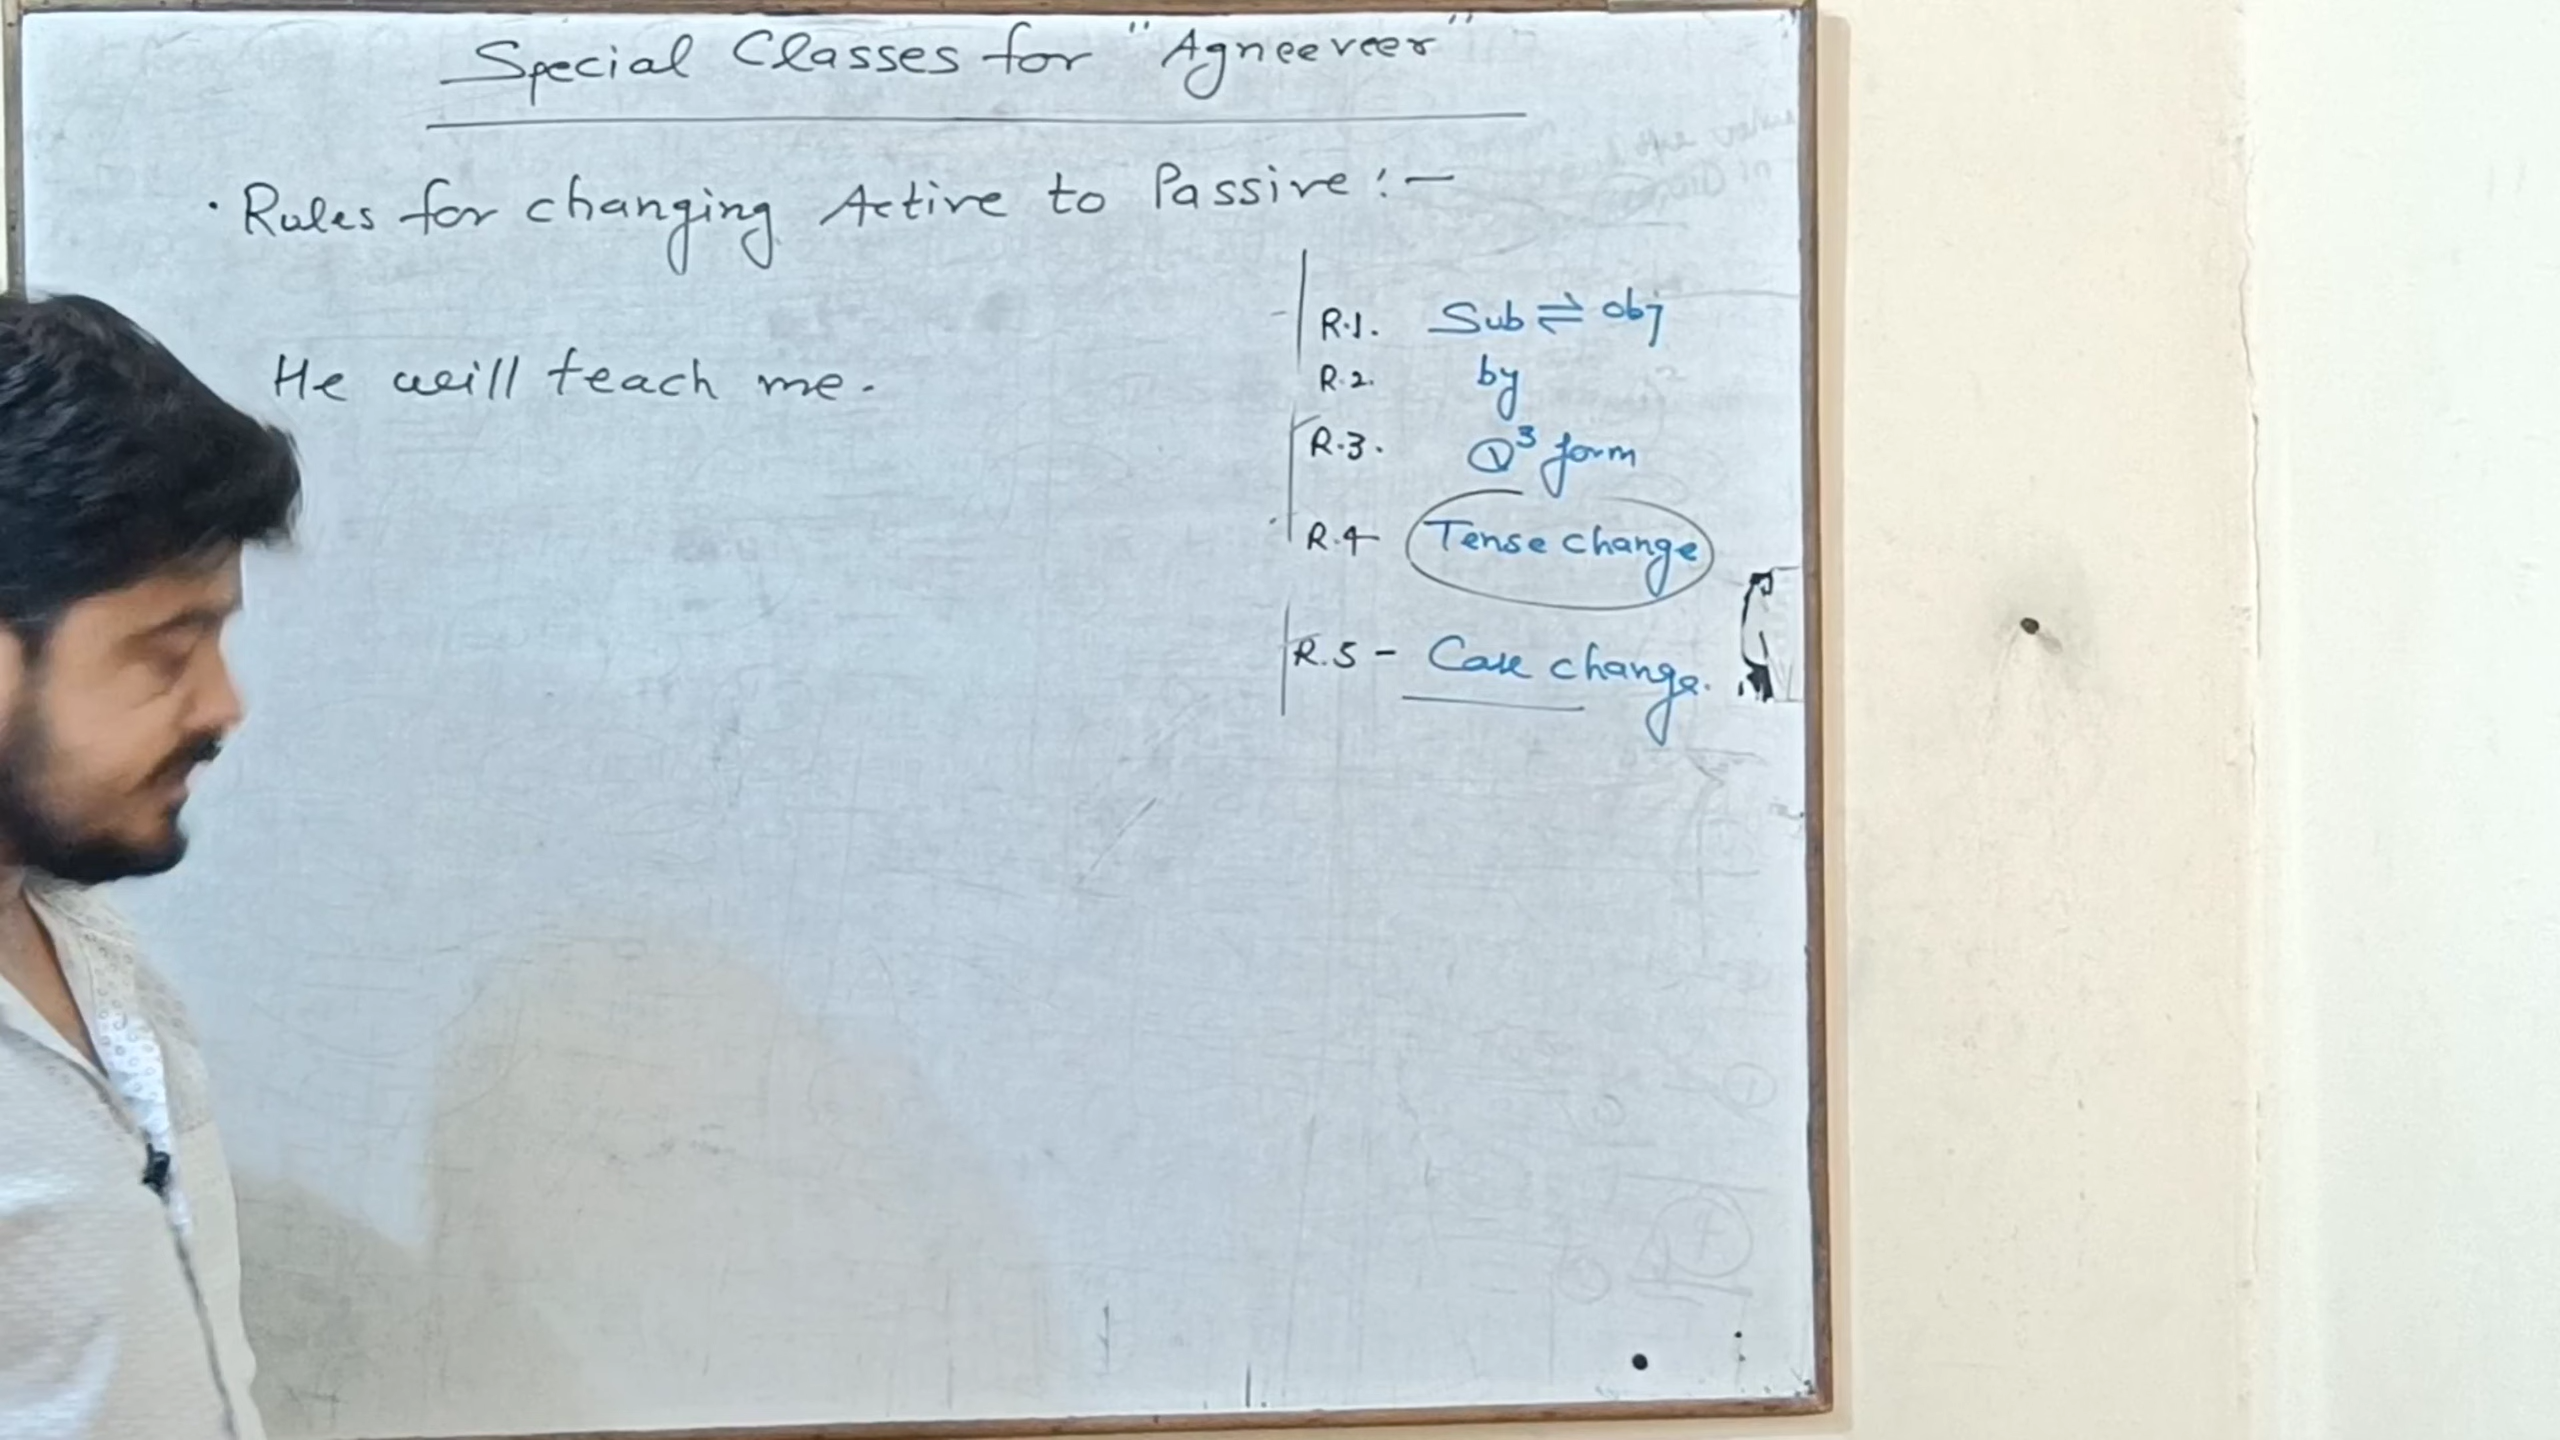 Special Classes for "Agneeveer"
• Rules for changing Active to Passive :-
He will teach me.
R.1. Sub ⇌ obj
R.2. by
R.3. V³ form
R.4 Tense change
R.5 - Case change.